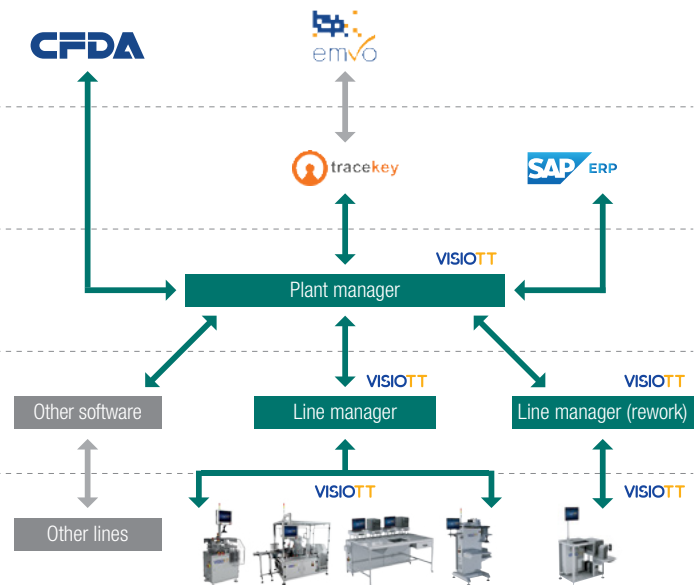 CFDA
emvo
tracekey
SAP ERP
VISIOTT
Plant manager
VISIOTT
VISIOTT
Other software
Line manager
Line manager (rework)
VISIOTT
VISIOTT
Other lines